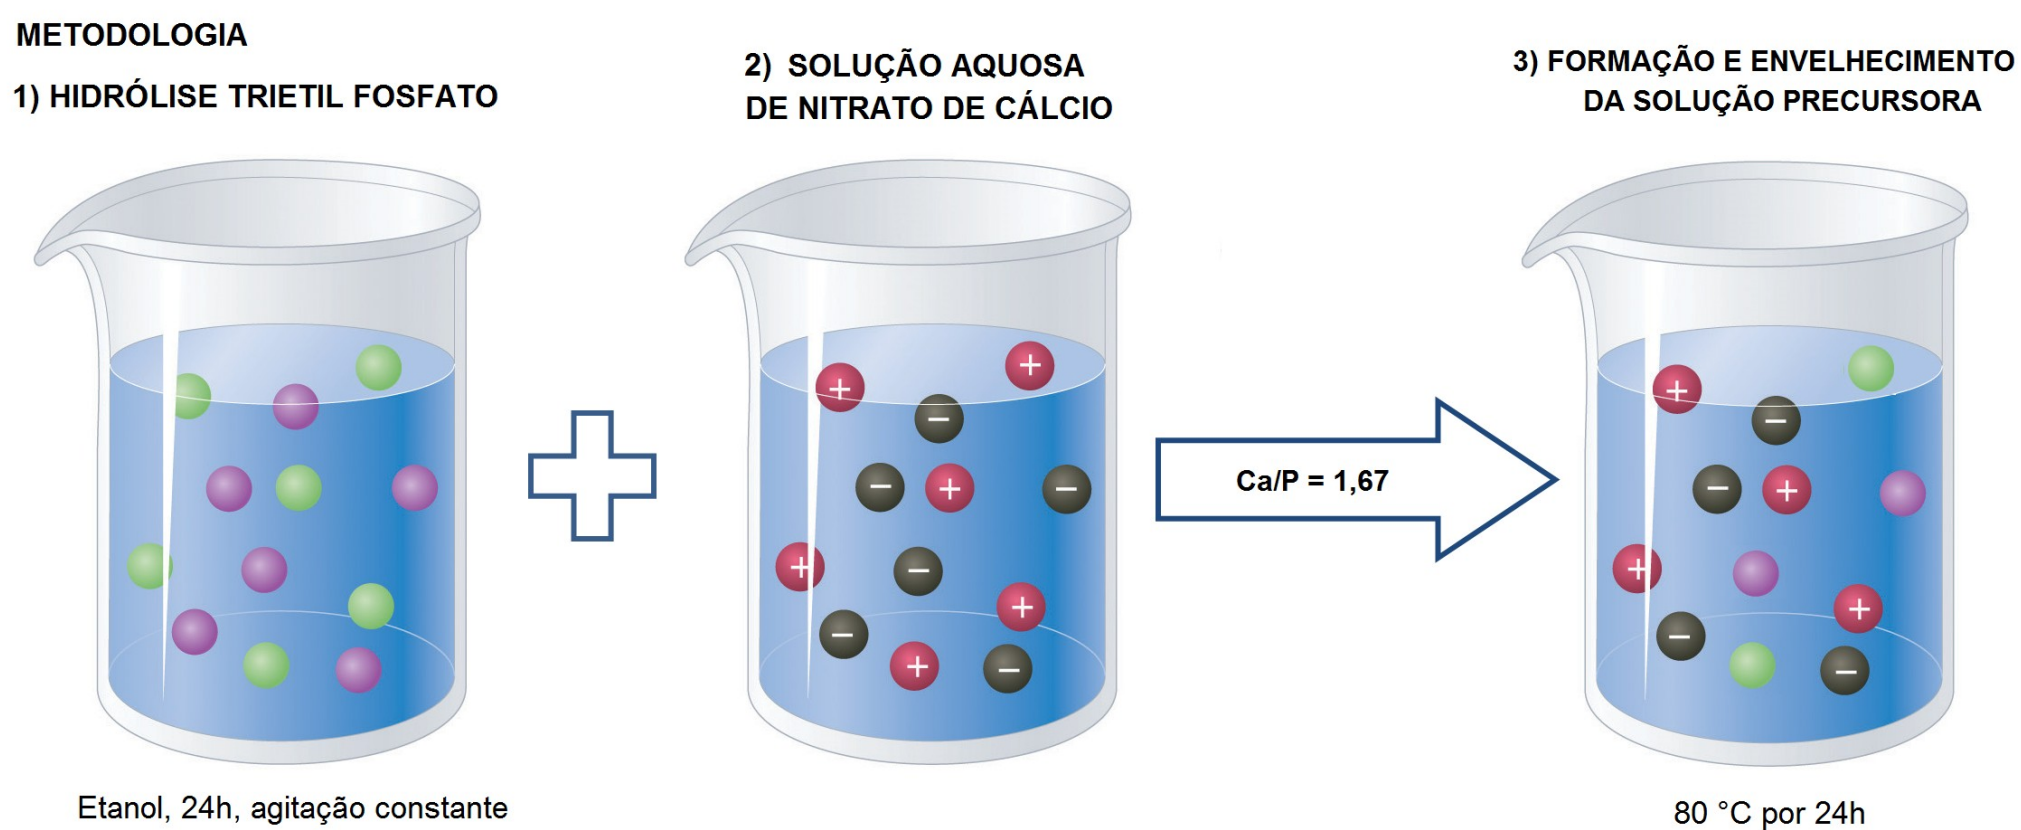 METODOLOGIA
1) HIDRÓLISE TRIETIL FOSFATO
2) SOLUÇÃO AQUOSA
DE NITRATO DE CÁLCIO
3) FORMAÇÃO E ENVELHECIMENTO
DA SOLUÇÃO PRECURSORA
Ca/P = 1,67
Etanol, 24h, agitação constante
80 °C por 24h